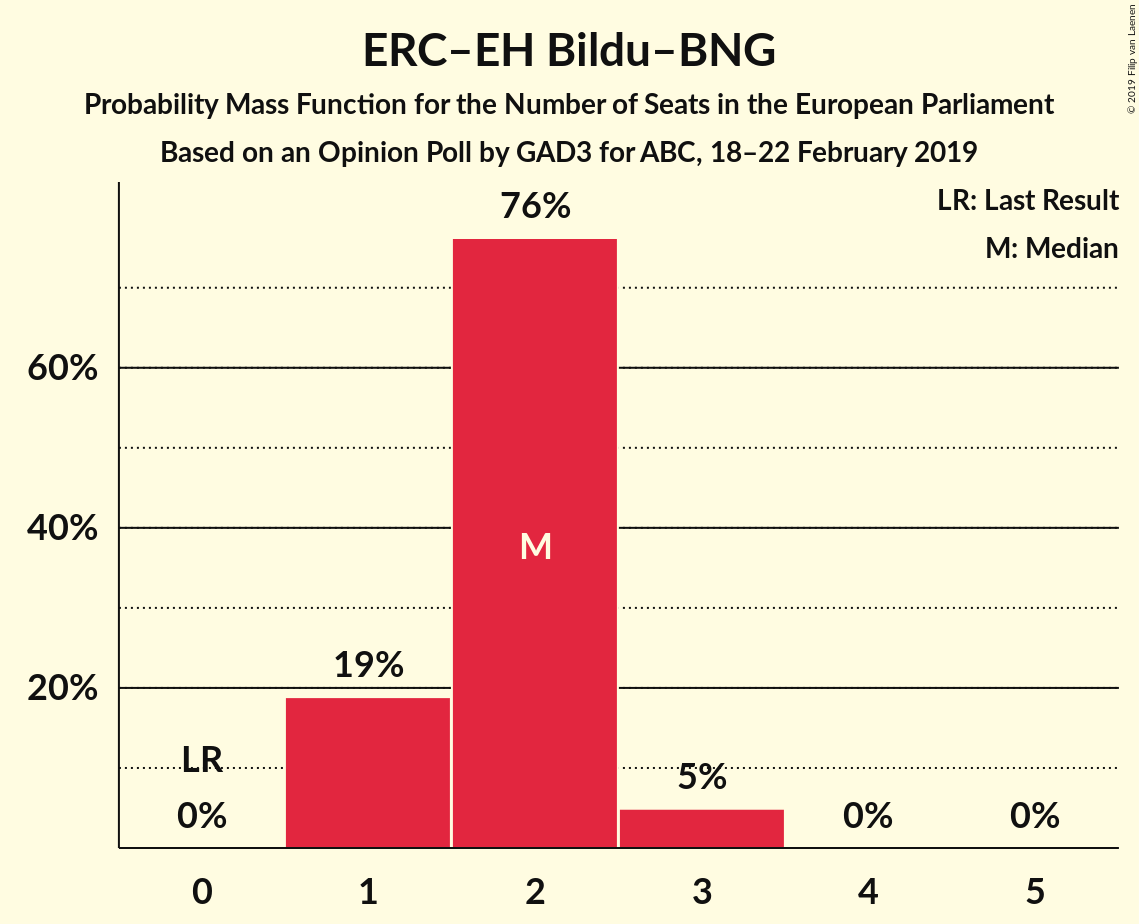 ERC–EH Bildu–BNG
Probability Mass Function for the Number of Seats in the European Parliament
Based on an Opinion Poll by GAD3 for ABC, 18–22 February 2019
© 2019 Filip van Laenen
LR: Last Result
M: Median
76%
60%
40%
M
19%
20%
LR
5%
0%
0%
0%
0
1
2
3
4
5